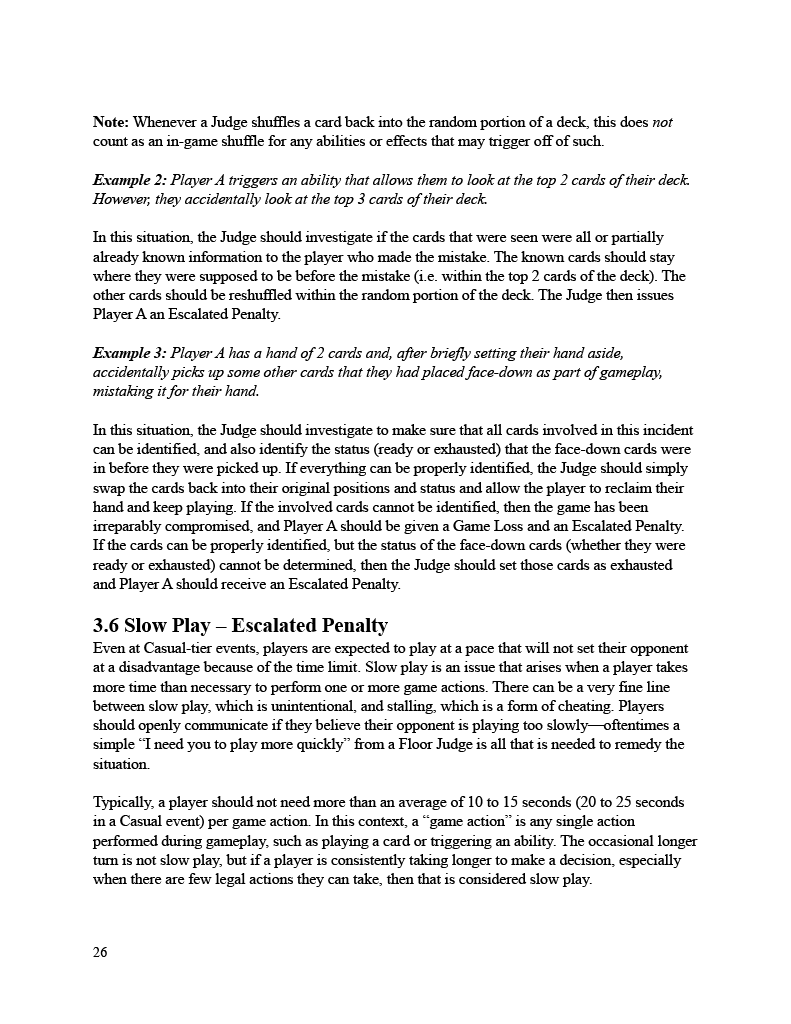 Note: Whenever a Judge shuffles a card back into the random portion of a deck, this does not
count as an in-game shuffle for any abilities or effects that may trigger off of such.
Example 2: Player A triggers an ability that allows them to look at the top 2 cards of their deck.
However, they accidentally look at the top 3 cards of their deck.
In this situation, the Judge should investigate if the cards that were seen were all or partially
already known information to the player who made the mistake. The known cards should stay
where they were supposed to be before the mistake (i.e. within the top 2 cards of the deck). The
other cards should be reshuffled within the random portion of the deck. The Judge then issues
Player A an Escalated Penalty.
Example 3: Player A has a hand of 2 cards and, after briefly setting their hand aside,
accidentally picks up some other cards that they had placed face-down as part of gameplay,
mistaking it for their hand.
In this situation, the Judge should investigate to make sure that all cards involved in this incident
can be identified, and also identify the status (ready or exhausted) that the face-down cards were
in before they were picked up. If everything can be properly identified, the Judge should simply
swap the cards back into their original positions and status and allow the player to reclaim their
hand and keep playing. If the involved cards cannot be identified, then the game has been
irreparably compromised, and Player A should be given a Game Loss and an Escalated Penalty.
If the cards can be properly identified, but the status of the face-down cards (whether they were
ready or exhausted) cannot be determined, then the Judge should set those cards as exhausted
and Player A should receive an Escalated Penalty.
3.6 Slow Play – Escalated Penalty
Even at Casual-tier events, players are expected to play at a pace that will not set their opponent
at a disadvantage because of the time limit. Slow play is an issue that arises when a player takes
more time than necessary to perform one or more game actions. There can be a very fine line
between slow play, which is unintentional, and stalling, which is a form of cheating. Players
should openly communicate if they believe their opponent is playing too slowly—oftentimes a
simple “I need you to play more quickly” from a Floor Judge is all that is needed to remedy the
situation.
Typically, a player should not need more than an average of 10 to 15 seconds (20 to 25 seconds
in a Casual event) per game action. In this context, a “game action” is any single action
performed during gameplay, such as playing a card or triggering an ability. The occasional longer
turn is not slow play, but if a player is consistently taking longer to make a decision, especially
when there are few legal actions they can take, then that is considered slow play.
26